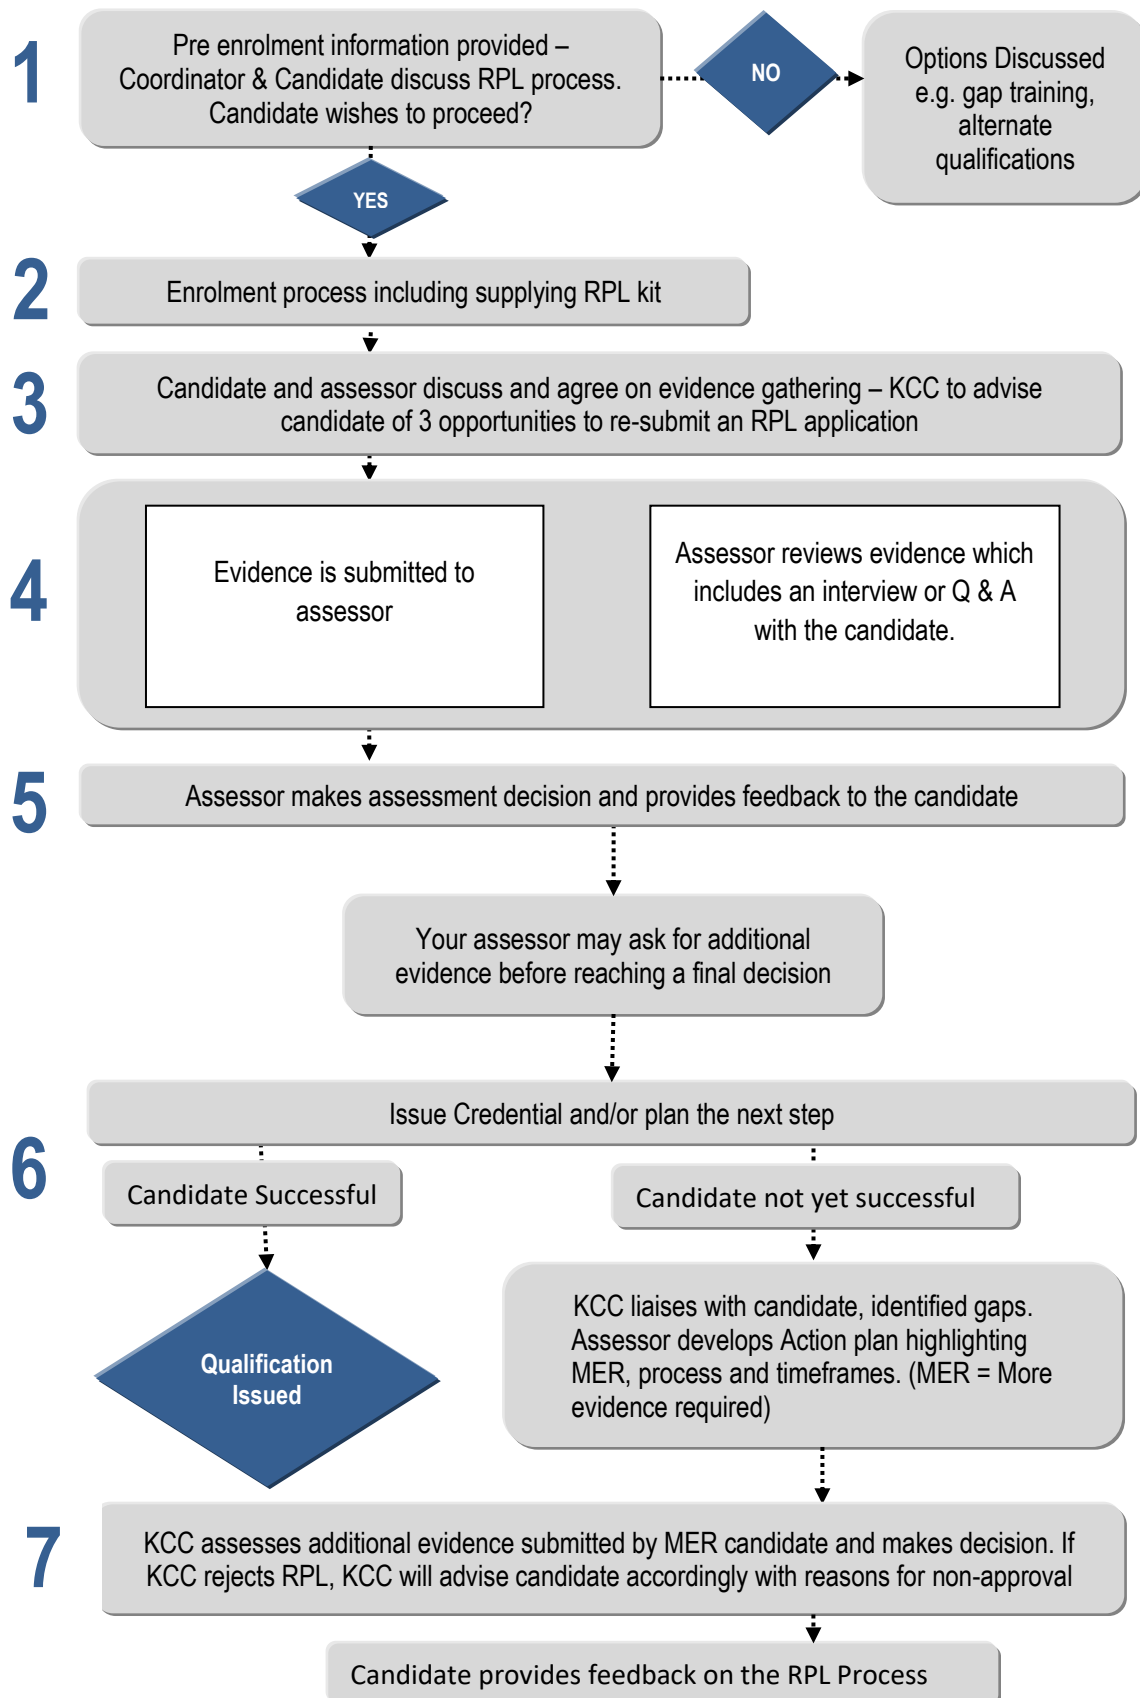 1
Pre enrolment information provided –
Coordinator & Candidate discuss RPL process.
Candidate wishes to proceed?
NO
Options Discussed
e.g. gap training,
alternate
qualifications
YES
2
Enrolment process including supplying RPL kit
3
Candidate and assessor discuss and agree on evidence gathering – KCC to advise
candidate of 3 opportunities to re-submit an RPL application
4
Evidence is submitted to
assessor
Assessor reviews evidence which
includes an interview or Q & A
with the candidate.
5
Assessor makes assessment decision and provides feedback to the candidate
Your assessor may ask for additional
evidence before reaching a final decision
6
Issue Credential and/or plan the next step
Candidate Successful
Candidate not yet successful
Qualification
Issued
KCC liaises with candidate, identified gaps.
Assessor develops Action plan highlighting
MER, process and timeframes. (MER = More
evidence required)
7
KCC assesses additional evidence submitted by MER candidate and makes decision. If
KCC rejects RPL, KCC will advise candidate accordingly with reasons for non-approval
Candidate provides feedback on the RPL Process